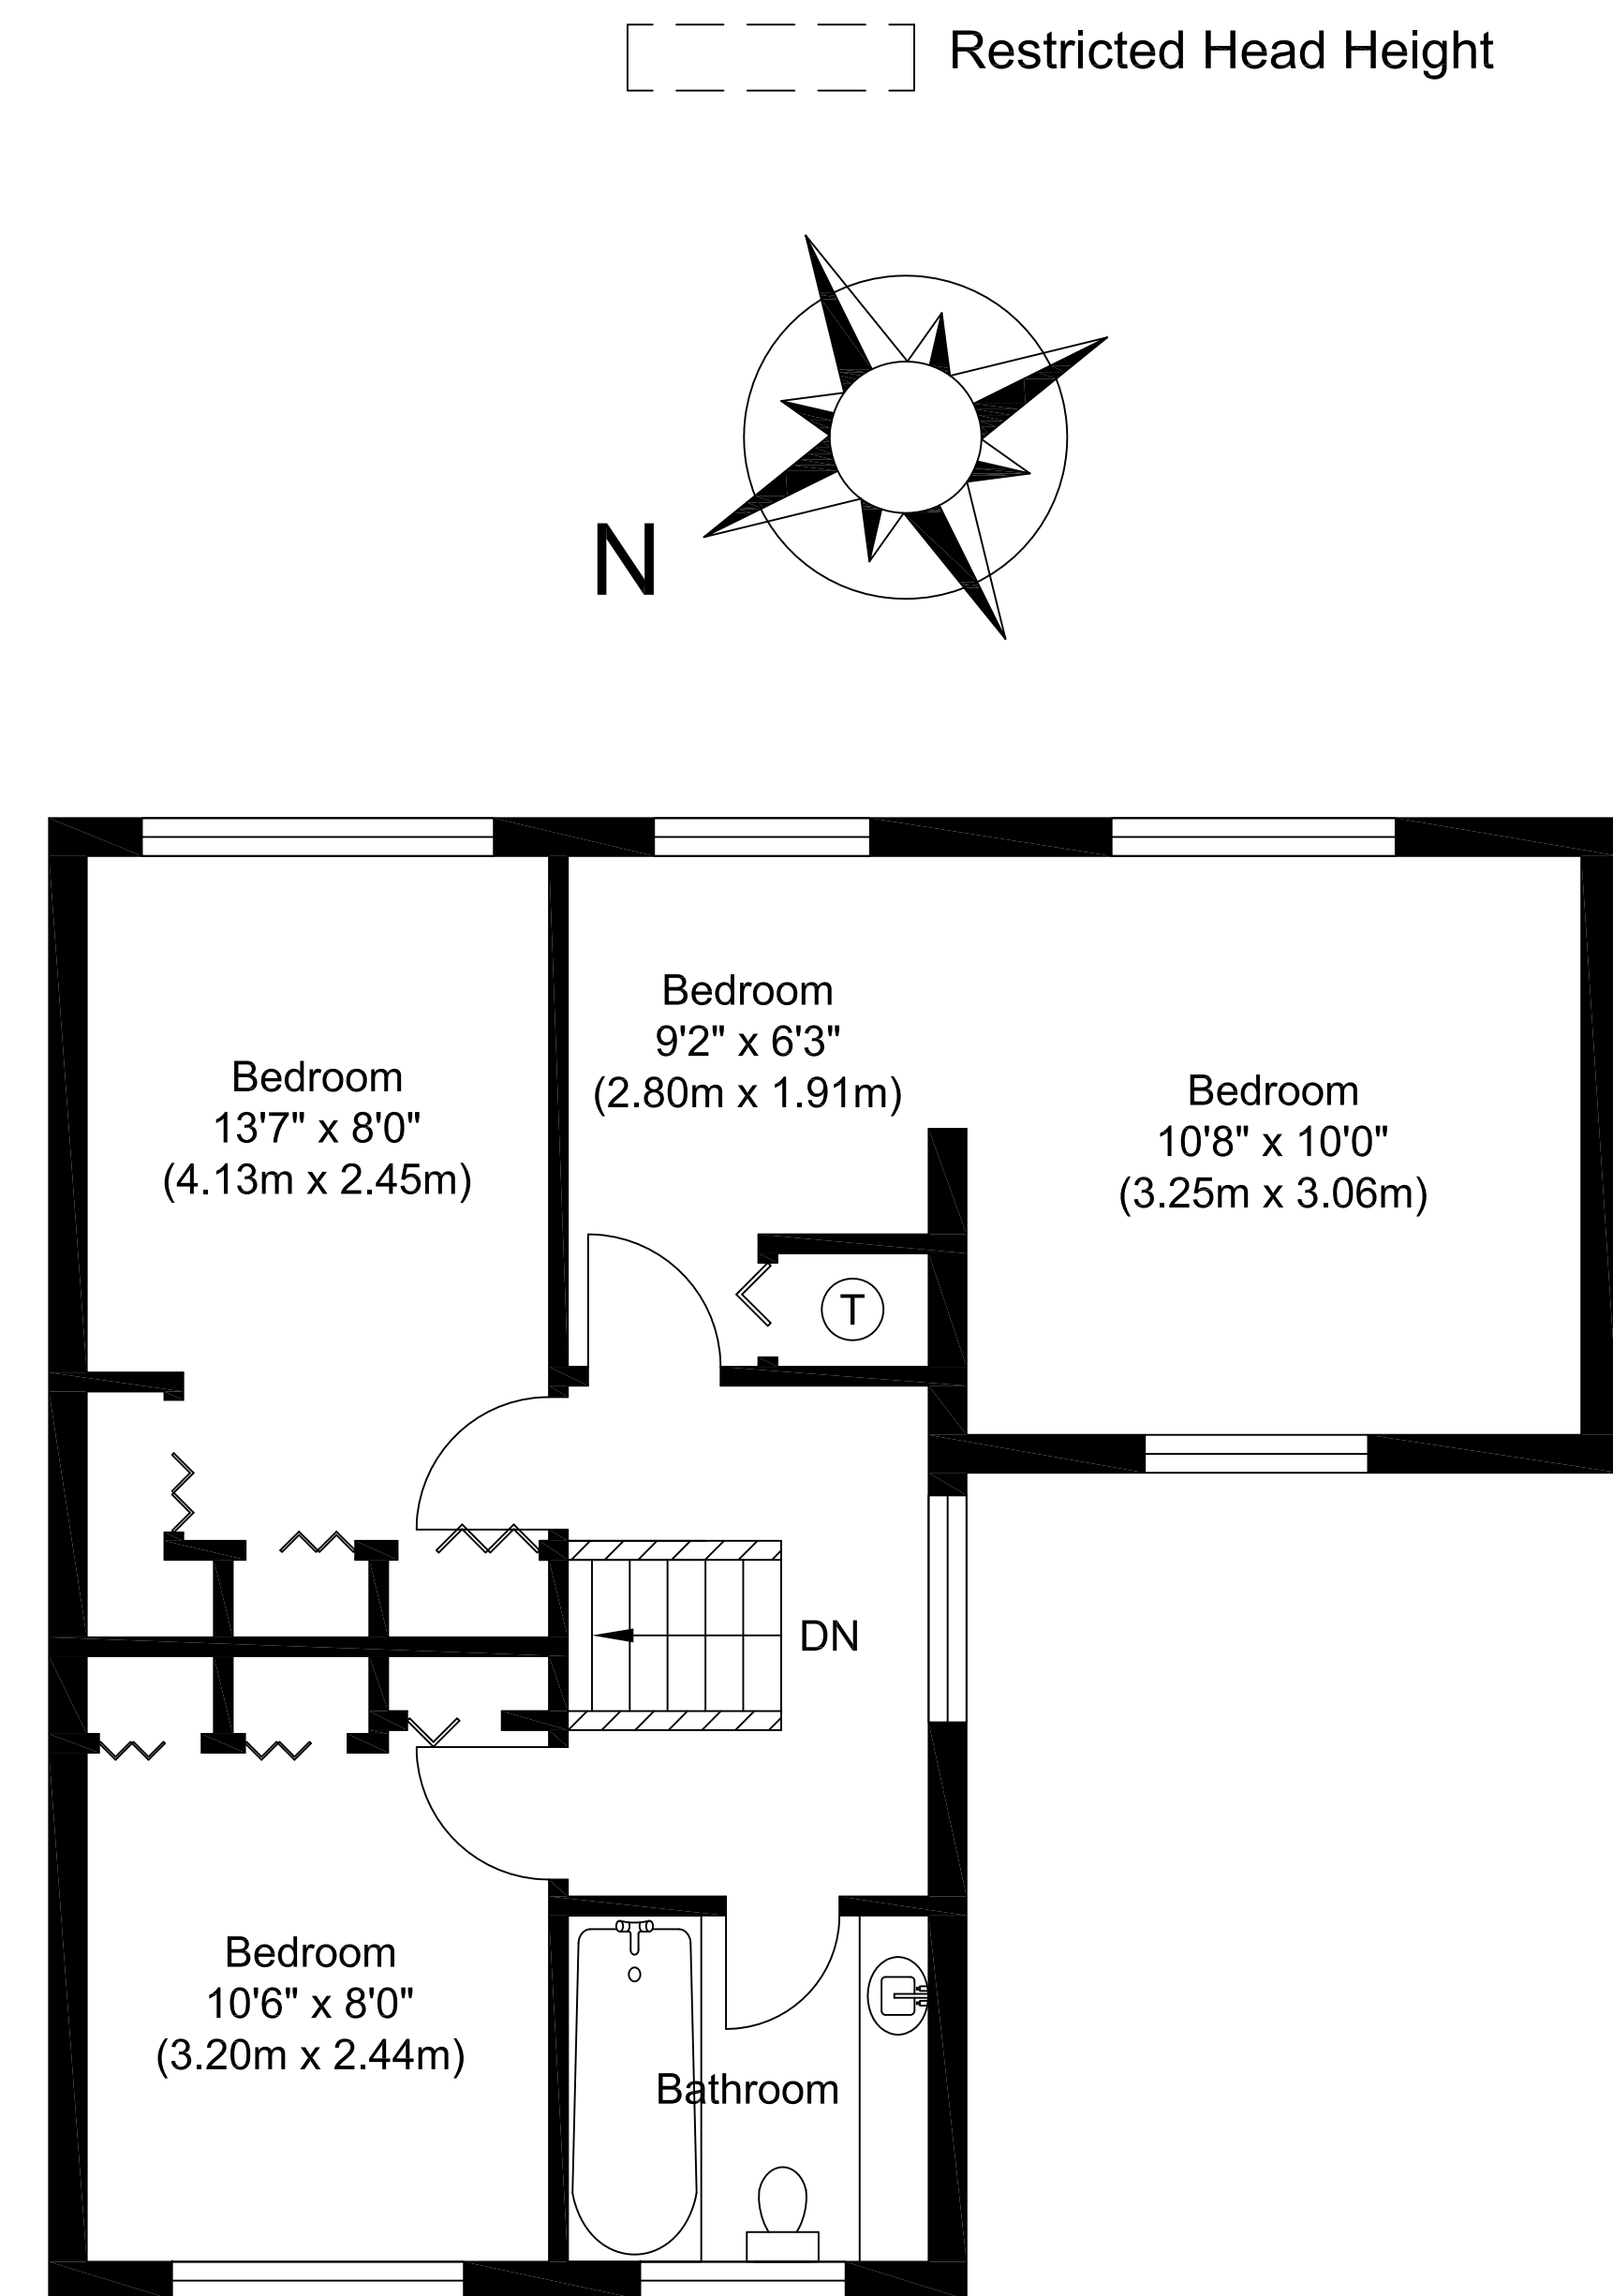 Restricted Head Height
N
Bedroom
9'2" x 6'3"
(2.80m x 1.91m)
Bedroom
13'7" x 8'0"
(4.13m x 2.45m)
Bedroom
10'8" x 10'0"
(3.25m x 3.06m)
T
DN
Bedroom
10'6" x 8'0"
(3.20m x 2.44m)
Bathroom